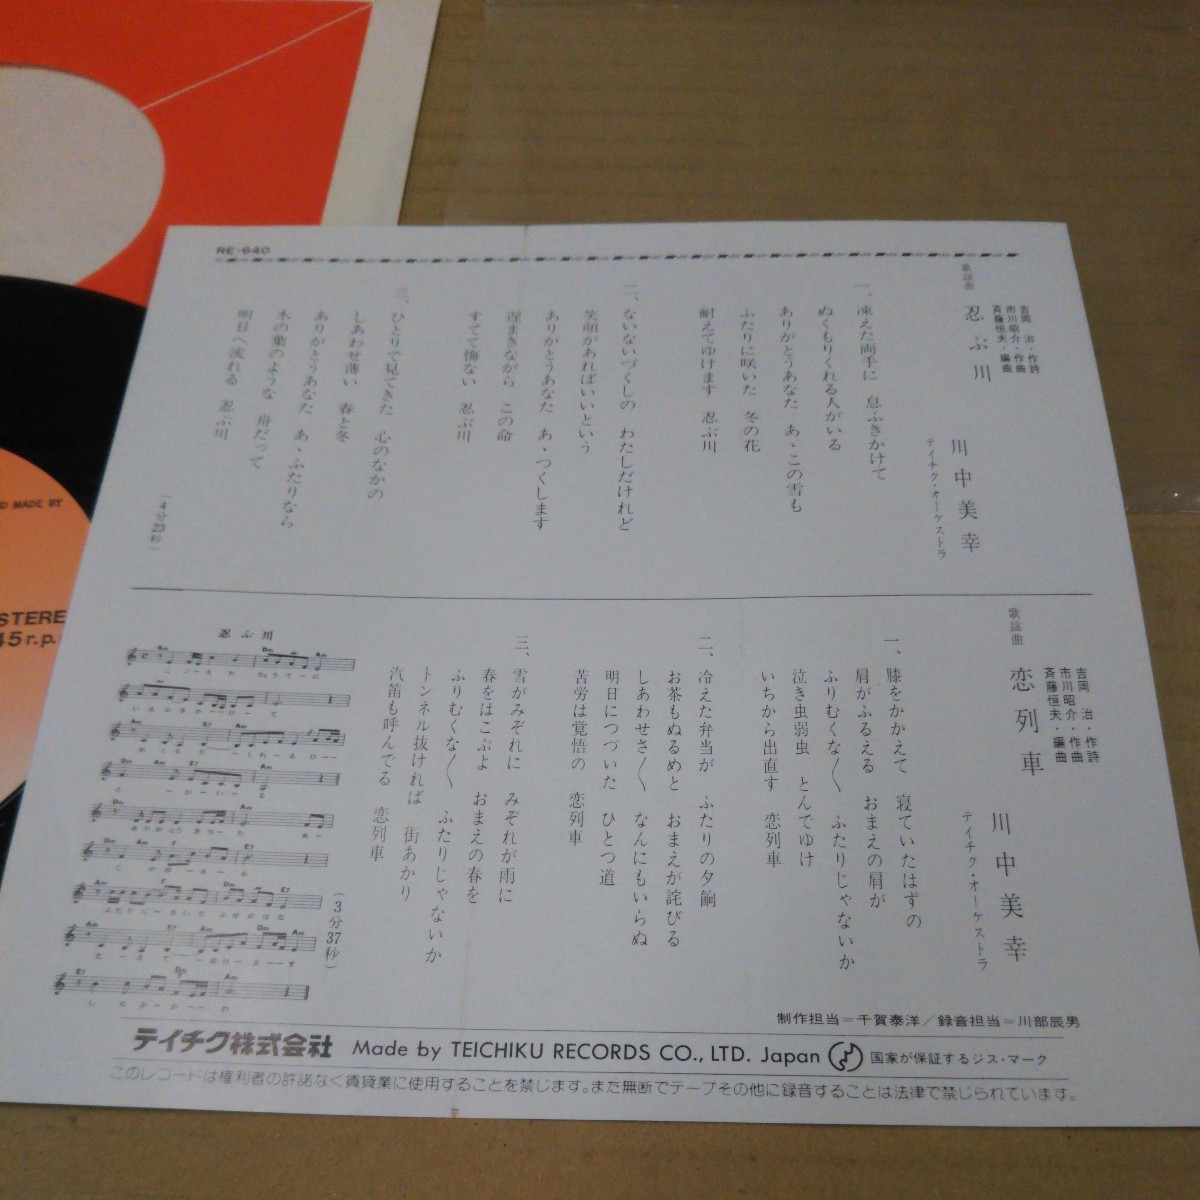 RE-640
歌謡曲
忍ぶ川
吉岡 治・作詩
市川昭介・作曲
斉藤恒夫・編曲
川中美幸
テイチク・オーケストラ
一、凍えた両手に 息ふきかけて
ぬくもりくれる人がいる
ありがとうあなた あゝこの雪も
ふたりに咲いた 冬の花
耐えてゆけます 忍ぶ川
二、ないないづくしの わたしだけれど
笑顔があればいいという
ありがとうあなた あゝつくします
遅まきながら この命
すてて悔ない 忍ぶ川
三、ひとりで見てきた 心のなかの
しあわせ薄い 春と冬
ありがとうあなた あゝふたりなら
木の葉のような 舟だって
明日へ流れる 忍ぶ川
(4分23秒)
歌謡曲
恋列車
吉岡 治・作詩
市川昭介・作曲
斉藤恒夫・編曲
川中美幸
テイチク・オーケストラ
一、膝をかかえて 寝ていたはずの
肩がふるえる おまえの肩が
ふりむくな〱 ふたりじゃないか
泣き虫弱虫 とんでゆけ
いちから出直す 恋列車
二、冷えた弁当が ふたりの夕餉
お茶もぬるめと おまえが詫びる
しあわせさ〱 なんにもいらぬ
明日につづいた ひとつ道
苦労は覚悟の 恋列車
三、雪がみぞれに みぞれが雨に
春をはこぶよ おまえの春を
ふりむくな〱 ふたりじゃないか
トンネル抜ければ 街あかり
汽笛も呼んでる 恋列車
(3分37秒)
忍ぶ川
制作担当=千賀泰洋/録音担当=川部辰男
テイチク株式会社 Made by TEICHIKU RECORDS CO., LTD. Japan 国家が保証するジス・マーク
このレコードは権利者の許諾なく賃貸業に使用することを禁じます。また無断でテープその他に録音することは法律で禁じられています。
MADE BY
STERE
45 r.p.